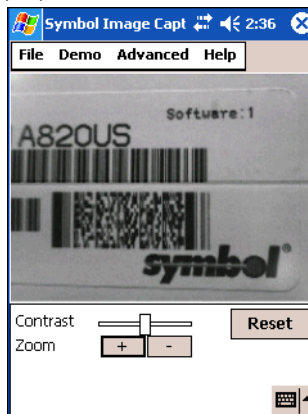 Symbol Image Capt 2:36
File Demo Advanced Help
Software:1
A820US
symbol®
Contrast
Zoom + -
Reset